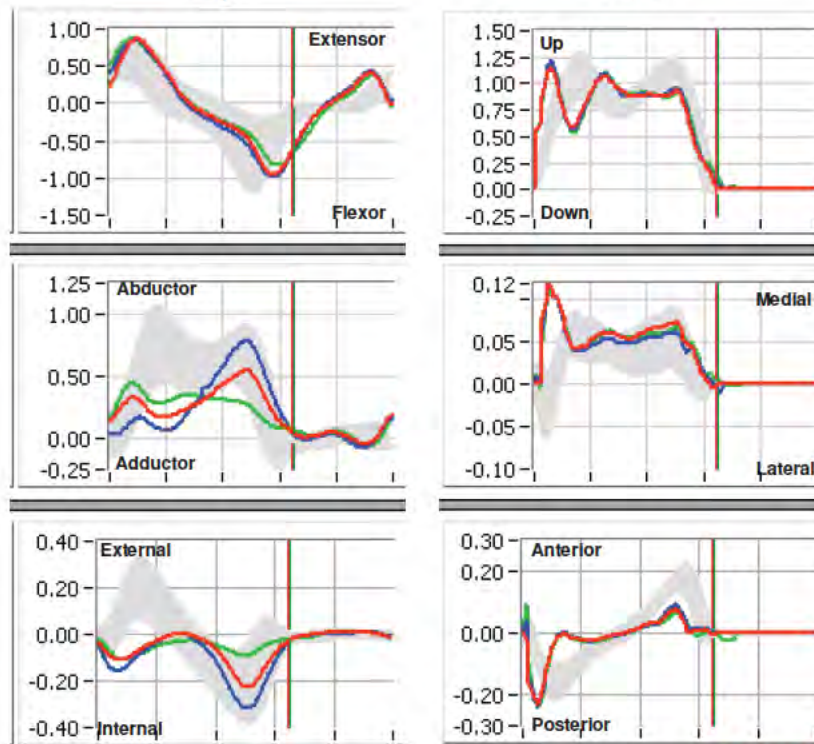 1.00
Extensor
0.50
0.00
-0.50
-1.00
Flexor
-1.50
1.50
Up
1.25
1.00
0.75
0.50
0.25
0.00
Down
-0.25
1.25
Abductor
1.00
0.50
0.00
Adductor
-0.25
0.12
Medial
0.05
0.00
-0.05
Lateral
-0.10
0.40
External
0.20
0.00
-0.20
-0.40
Internal
0.30
Anterior
0.20
0.00
-0.20
Posterior
-0.30